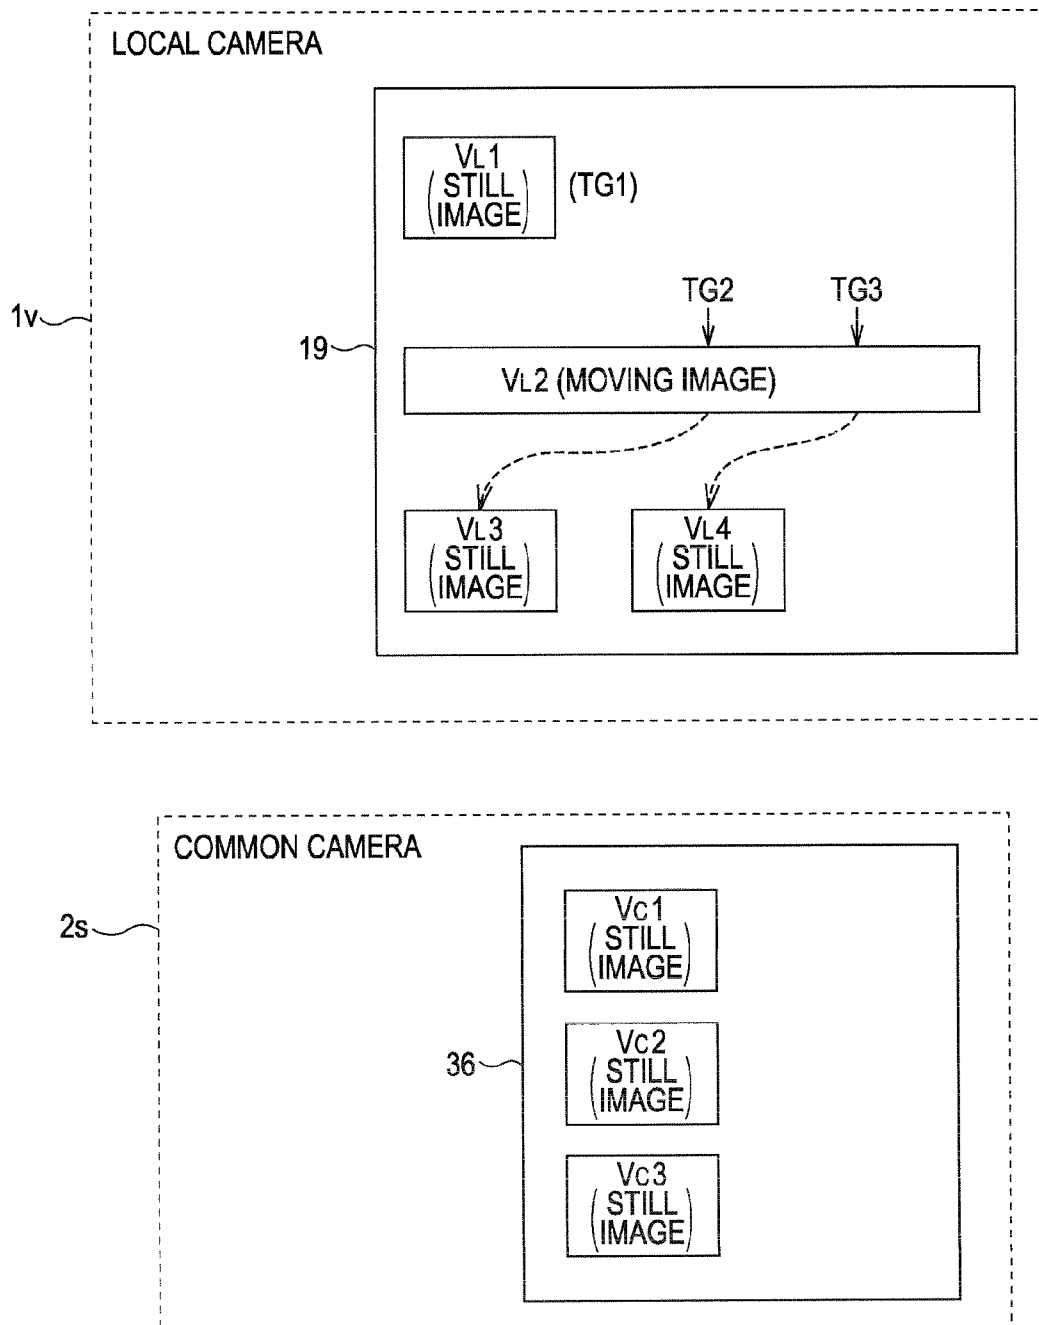 LOCAL CAMERA
VL1
(STILL
IMAGE)
(TG1)
1v
TG2
TG3
19
VL2 (MOVING IMAGE)
VL3
(STILL
IMAGE)
VL4
(STILL
IMAGE)
COMMON CAMERA
2s
VC1
(STILL
IMAGE)
36
VC2
(STILL
IMAGE)
VC3
(STILL
IMAGE)